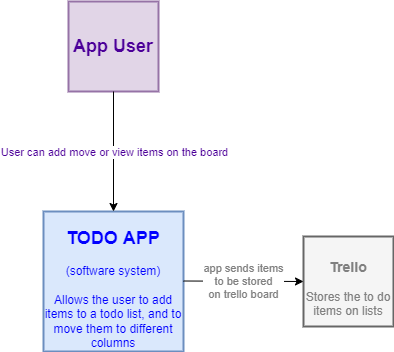 App User
User can add move or view items on the board
TODO APP
(software system)
Allows the user to add
items to a todo list, and to
move them to different
columns
app sends items
to be stored
on trello board
Trello
Stores the to do
items on lists